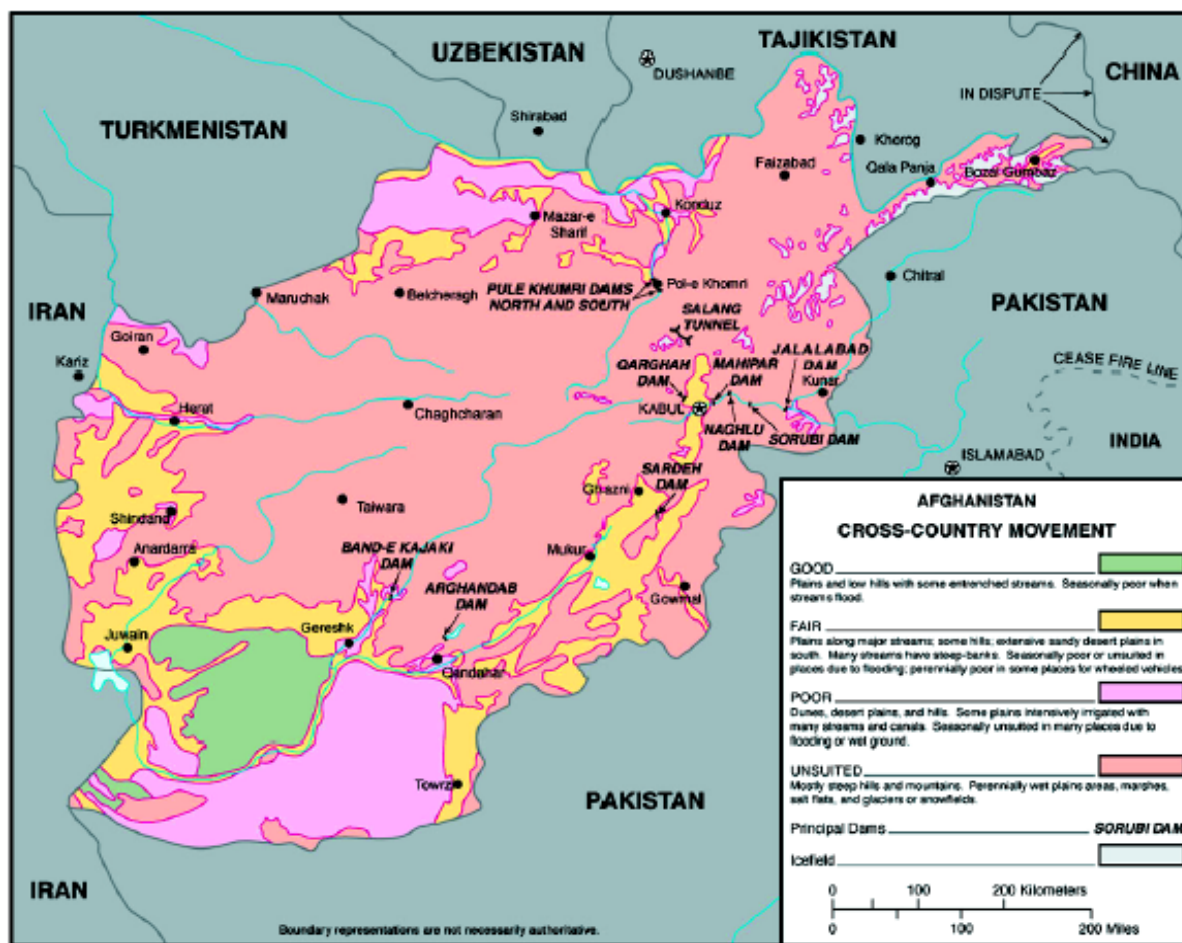 UZBEKISTAN
TAJIKISTAN
CHINA
DUSHANBE
IN DISPUTE
TURKMENISTAN
Shirabad
Khorog
Faizabad
Qala Panja
Bozai Gumbaz
Konduz
Mazar-e
Sharif
Chitral
PULE KHUMRI DAMS
NORTH AND SOUTH
Pol-e Khomri
Maruchak
Belcheragh
IRAN
PAKISTAN
SALANG
TUNNEL
Goiran
Kariz
QARGHAH
DAM
MAHIPAR
DAM
JALALABAD
DAM
Kunar
CEASE FIRE LINE
Herat
Chaghcharan
KABUL
NAGHLU
DAM
SORUBI DAM
INDIA
ISLAMABAD
SARDEH
DAM
Ghazni
Shindand
Taiwara
Anardarra
BAND-E KAJAKI
DAM
Mukur
ARGHANDAB
DAM
Gowmal
Juwain
Gereshk
Qandahar
Towrzi
PAKISTAN
IRAN
Boundary representations are not necessarily authoritative.
AFGHANISTAN
CROSS-COUNTRY MOVEMENT
GOOD
Plains and low hills with some entrenched streams. Seasonally poor when
streams flood.
FAIR
Plains along major streams; some hills; extensive sandy desert plains in
south. Many streams have steep-banks. Seasonally poor or unsuited in
places due to flooding; perennially poor in some places for wheeled vehicles
POOR
Dunes, desert plains, and hills. Some plains intensively irrigated with
many streams and canals. Seasonally unsuited in many places due to
flooding or wet ground.
UNSUITED
Mostly steep hills and mountains. Perennially wet plains areas, marshes,
salt flats, and glaciers or snowfields.
Principal Dams SORUBI DAM
Icefield
0 100 200 Kilometers
0 100 200 Miles